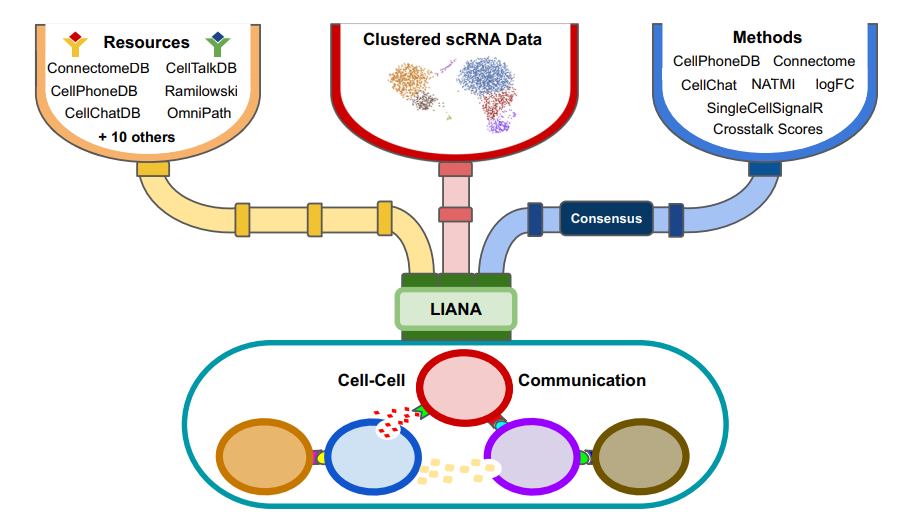 Resources
ConnectomeDB CellTalkDB
CellPhoneDB Ramilowski
CellChatDB OmniPath
+ 10 others
Clustered scRNA Data
Methods
CellPhoneDB Connectome
CellChat NATMI logFC
SingleCellSignalR
Crosstalk Scores
Consensus
LIANA
Cell-Cell Communication